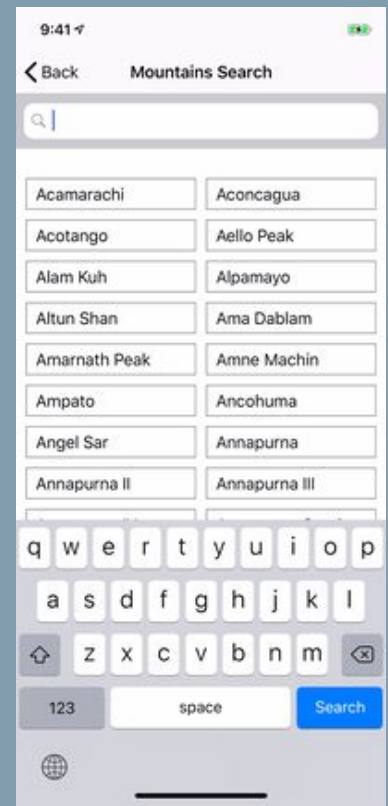 9:41
Back Mountains Search
Acamarachi Aconcagua
Acotango Aello Peak
Alam Kuh Alpamayo
Altun Shan Ama Dablam
Amarnath Peak Amne Machin
Ampato Ancohuma
Angel Sar Annapurna
Annapurna II Annapurna III
q w e r t y u i o p
a s d f g h j k l
z x c v b n m
123 space Search